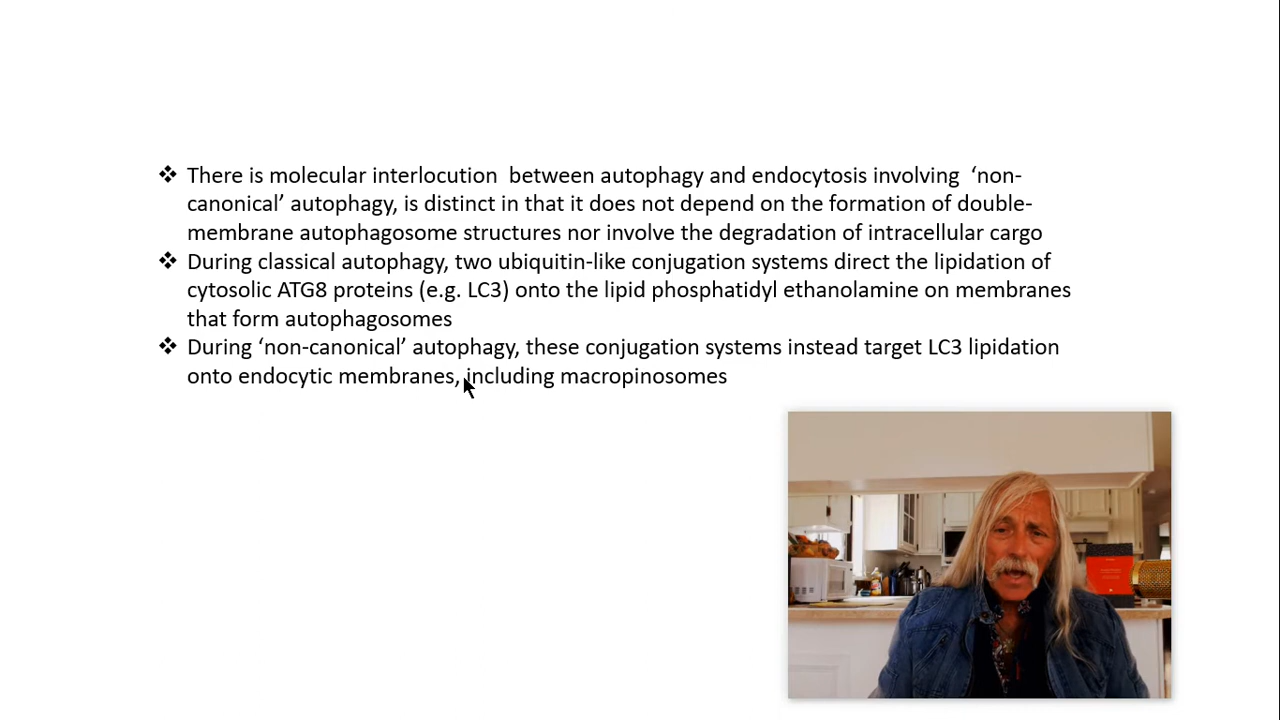 ❖ There is molecular interlocution  between autophagy and endocytosis involving  ‘non-
canonical’ autophagy, is distinct in that it does not depend on the formation of double-
membrane autophagosome structures nor involve the degradation of intracellular cargo
❖ During classical autophagy, two ubiquitin-like conjugation systems direct the lipidation of
cytosolic ATG8 proteins (e.g. LC3) onto the lipid phosphatidyl ethanolamine on membranes
that form autophagosomes
❖ During ‘non-canonical’ autophagy, these conjugation systems instead target LC3 lipidation
onto endocytic membranes, including macropinosomes